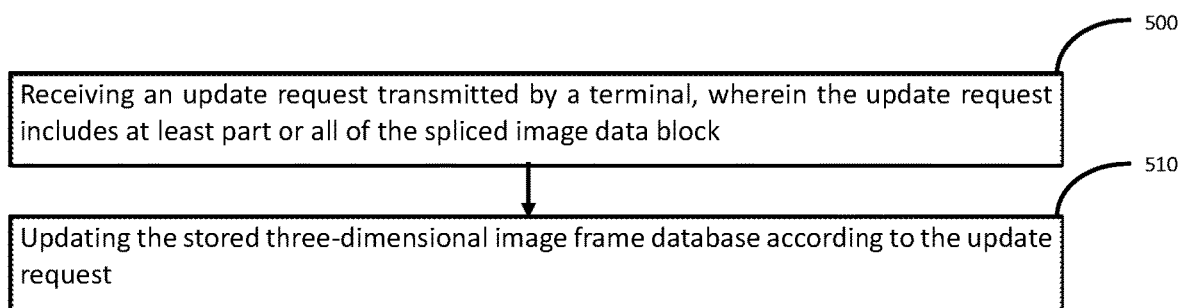 500
Receiving an update request transmitted by a terminal, wherein the update request
includes at least part or all of the spliced image data block
510
Updating the stored three-dimensional image frame database according to the update
request